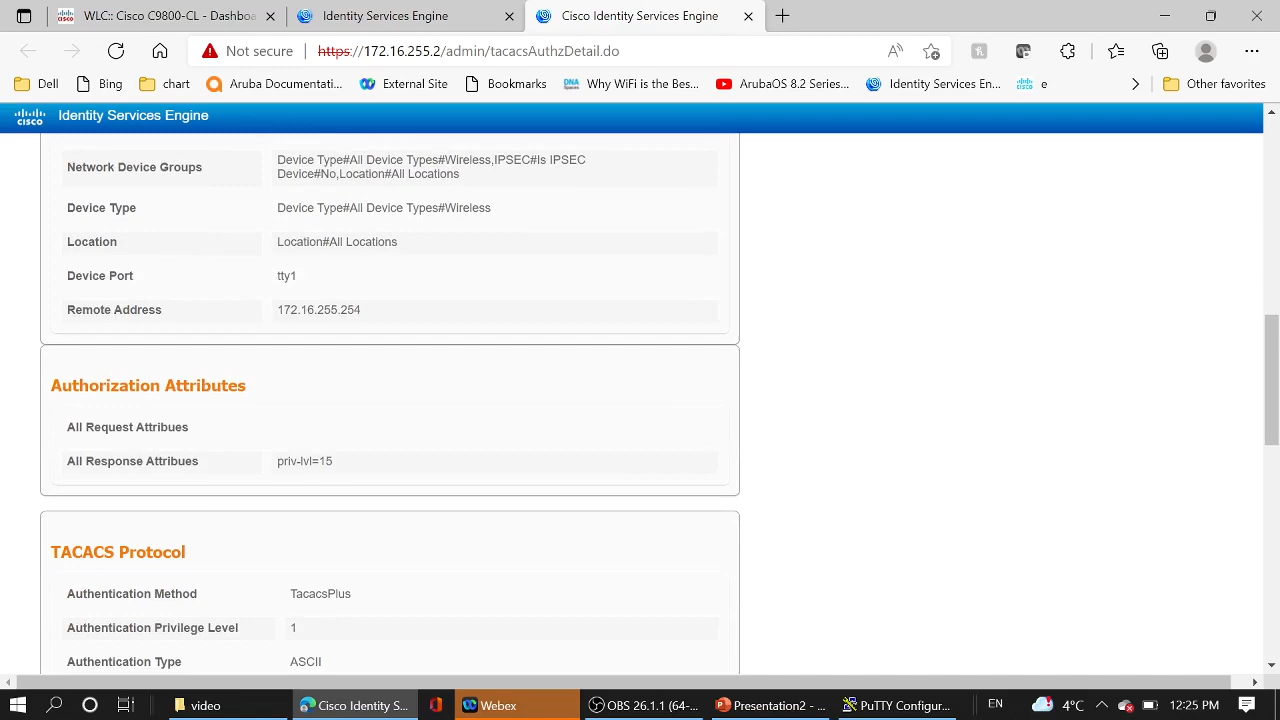 WLC: Cisco C9800-CL - Dashboard
Identity Services Engine
Cisco Identity Services Engine
Not secure
https://172.16.255.2/admin/tacacsAuthzDetail.do
Dell
Bing
chart
Aruba Documentati...
External Site
Bookmarks
Why WiFi is the Bes...
ArubaOS 8.2 Series...
Identity Services En...
e
Other favorites
CISCO
Identity Services Engine
Network Device Groups
Device Type#All Device Types#Wireless,IPSEC#Is IPSEC
Device#No,Location#All Locations
Device Type
Device Type#All Device Types#Wireless
Location
Location#All Locations
Device Port
tty1
Remote Address
172.16.255.254
Authorization Attributes
All Request Attribues
All Response Attribues
priv-lvl=15
TACACS Protocol
Authentication Method
TacacsPlus
Authentication Privilege Level
1
Authentication Type
ASCII
video
Cisco Identity S...
Webex
OBS 26.1.1 (64-...
Presentation2 - ...
PuTTY Configur...
EN
4°C
12:25 PM